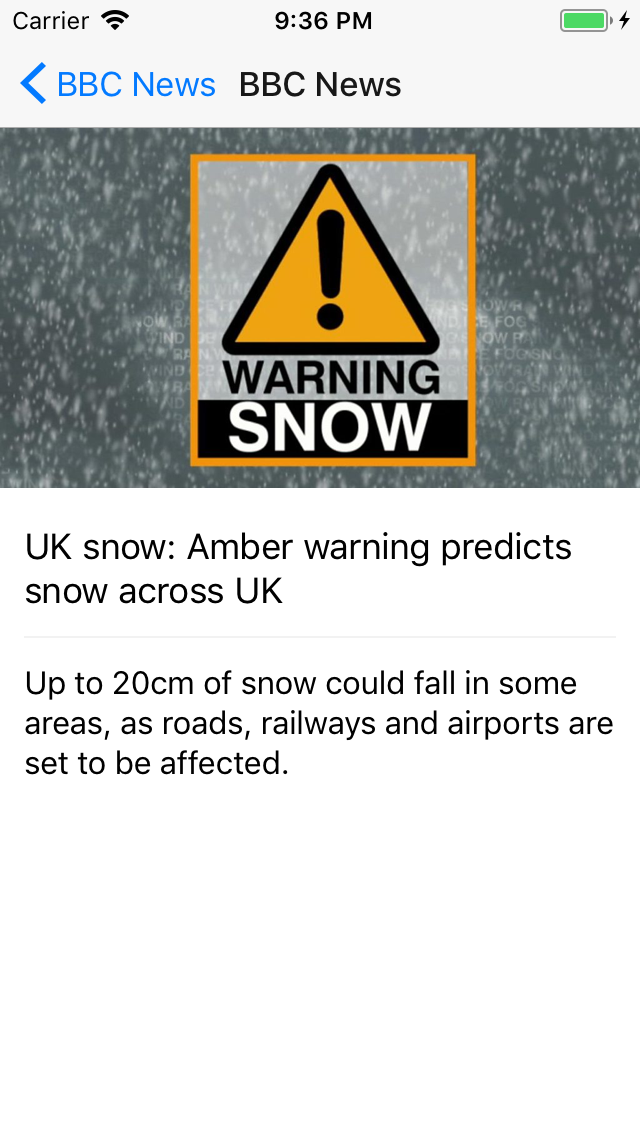 Carrier 9:36 PM
BBC News BBC News
WARNING
SNOW
UK snow: Amber warning predicts
snow across UK
Up to 20cm of snow could fall in some
areas, as roads, railways and airports are
set to be affected.